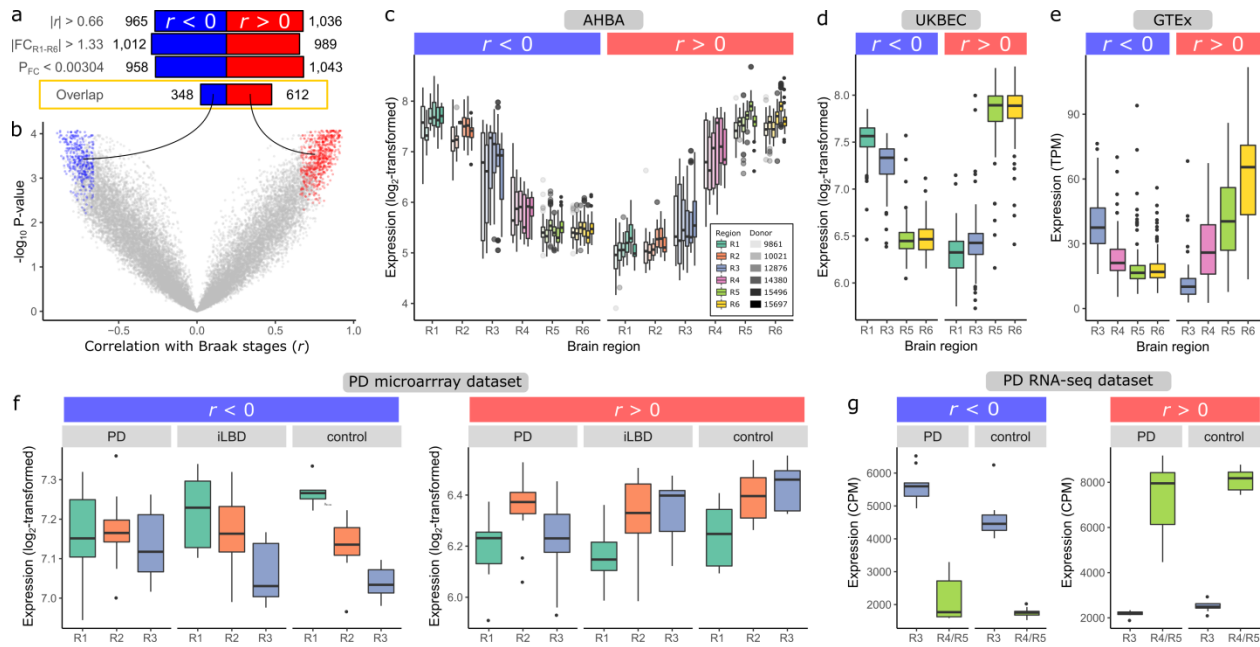 a
|r| > 0.66 965 r < 0 r > 0 1,036
|FC R1-R6| > 1.33 1,012 989
P FC < 0.00304 958 1,043
Overlap 348 612
b
-log10 P-value
4
3
2
1
0
−0.5 0.0 0.5 1.0
Correlation with Braak stages (r)
c
AHBA
r < 0 r > 0
Expression (log2-transformed)
8
7
6
5
4
R1 R2 R3 R4 R5 R6 R1 R2 R3 R4 R5 R6
Brain region
Region Donor
R1 9861
R2 10021
R3 12876
R4 14380
R5 15496
R6 15697
d
UKBEC
r < 0 r > 0
Expression (log2-transformed)
8.0
7.5
7.0
6.5
6.0
R1 R3 R5 R6 R1 R3 R5 R6
Brain region
e
GTEx
r < 0 r > 0
Expression (TPM)
90
60
30
0
R3 R4 R5 R6 R3 R4 R5 R6
Brain region
f
PD microarrray dataset
r < 0
PD iLBD control
Expression (log2-transformed)
7.3
7.2
7.1
7.0
R1 R2 R3 R1 R2 R3 R1 R2 R3
r > 0
PD iLBD control
Expression (log2-transformed)
6.4
6.2
6.0
R1 R2 R3 R1 R2 R3 R1 R2 R3
g
PD RNA-seq dataset
r < 0
PD control
Expression (CPM)
6000
5000
4000
3000
2000
R3 R4/R5 R3 R4/R5
r > 0
PD control
Expression (CPM)
8000
6000
4000
2000
R3 R4/R5 R3 R4/R5